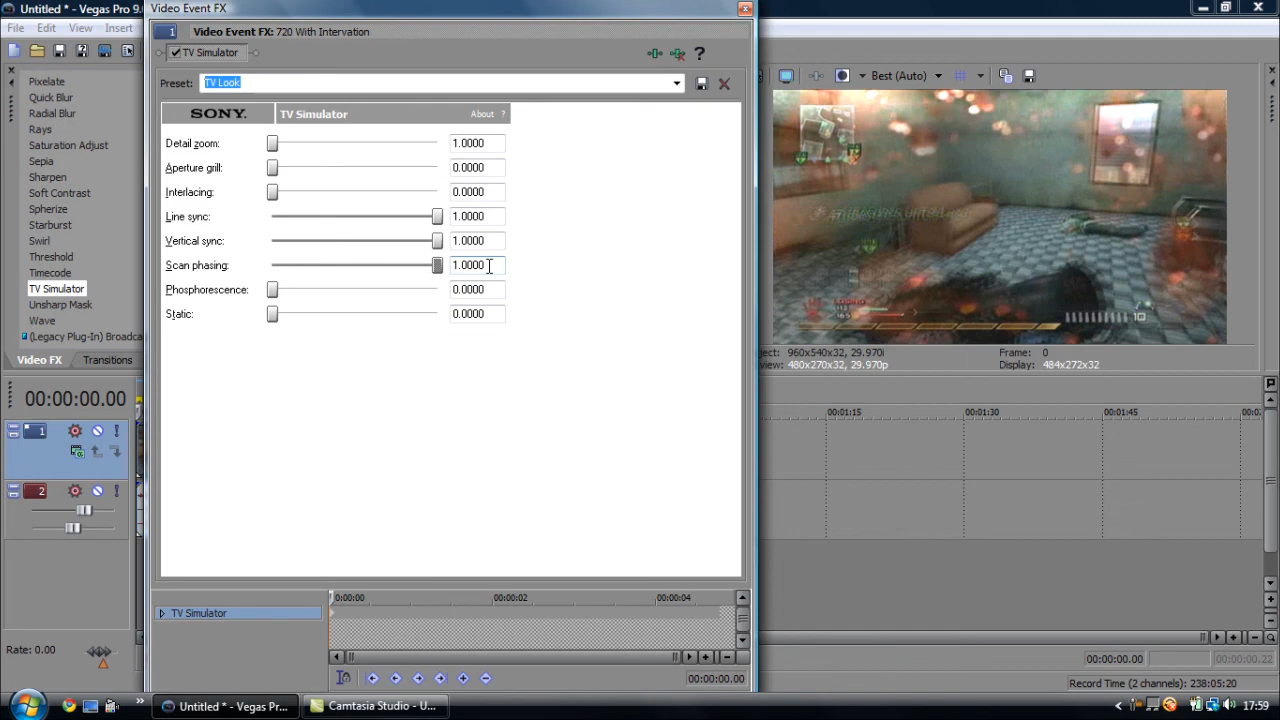 Untitled * - Vegas Pro 9.0
Video Event FX
File Edit View Insert
1 Video Event FX: 720 With Intervation
TV Simulator
?
Preset: TV Look
Best (Auto)
SONY. TV Simulator About ?
Detail zoom: 1.0000
Aperture grill: 0.0000
Interlacing: 0.0000
Line sync: 1.0000
Vertical sync: 1.0000
Scan phasing: 1.0000
Phosphorescence: 0.0000
Static: 0.0000
Pixelate
Quick Blur
Radial Blur
Rays
Saturation Adjust
Sepia
Sharpen
Soft Contrast
Spherize
Starburst
Swirl
Threshold
Timecode
TV Simulator
Unsharp Mask
Wave
(Legacy Plug-In) Broadca
Video FX Transitions
10
ject: 960x540x32, 29.970i
view: 480x270x32, 29.970p
Frame: 0
Display: 484x272x32
00:00:00.00
00:01:15 00:01:30 00:01:45 00:0
1
2
TV Simulator
0:00:00 00:00:02 00:00:04
Rate: 0.00
00:00:00.00
00:00:00.00 00:00:00.22
Record Time (2 channels): 238:05:20
Untitled * - Vegas Pr...
Camtasia Studio - U...
17:59